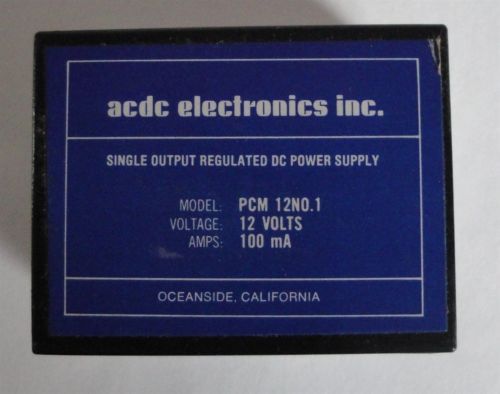 acdc electronics inc.
SINGLE OUTPUT REGULATED DC POWER SUPPLY
MODEL: PCM 12NO.1
VOLTAGE: 12 VOLTS
AMPS: 100 mA
OCEANSIDE, CALIFORNIA